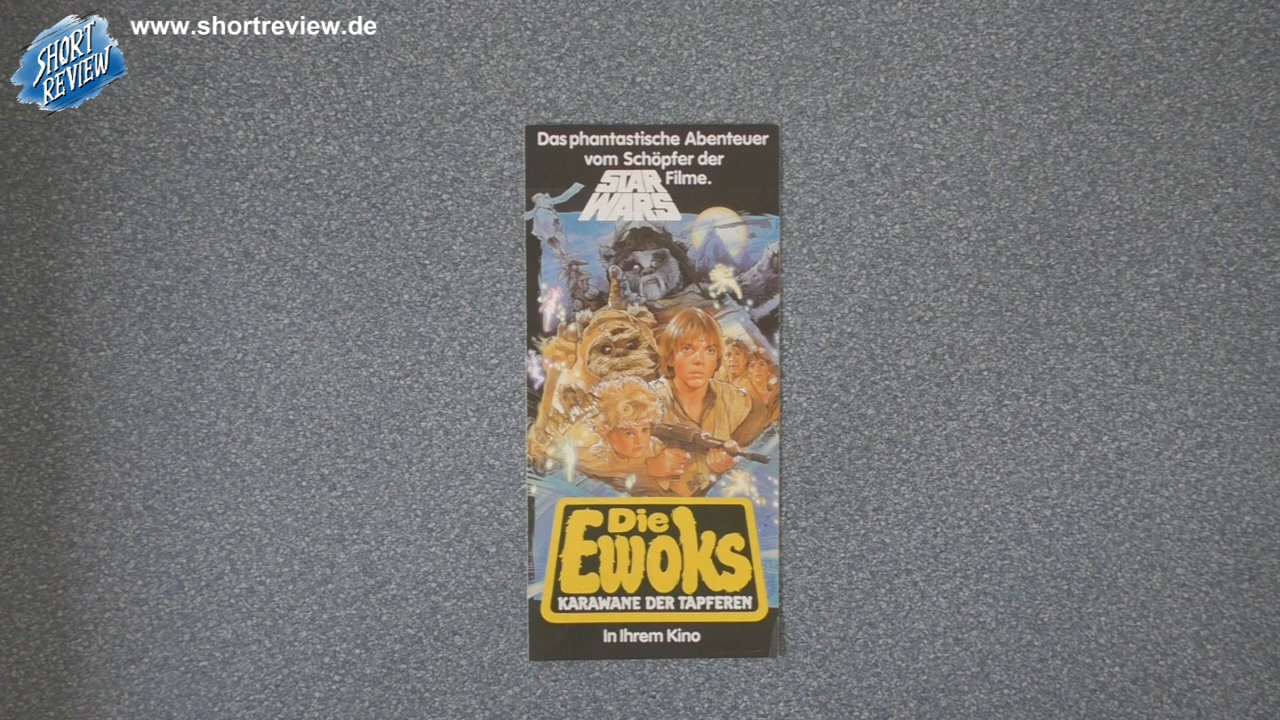 www.shortreview.de
SHORT
REVIEW
Das phantastische Abenteuer
vom Schöpfer der
STAR WARS Filme.
Die
Ewoks
KARAWANE DER TAPFEREN
In Ihrem Kino